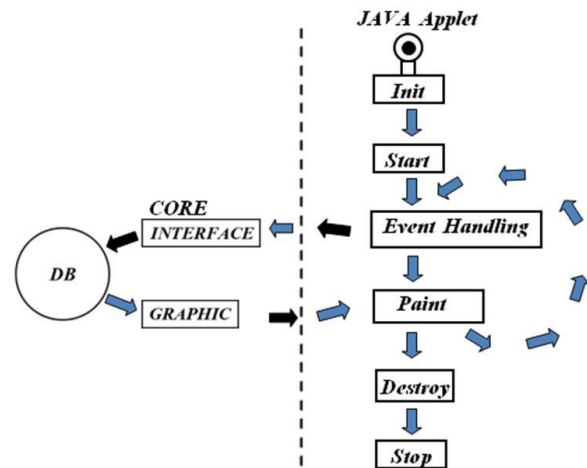 JAVA Applet
Init
Start
CORE
INTERFACE
Event Handling
DB
GRAPHIC
Paint
Destroy
Stop